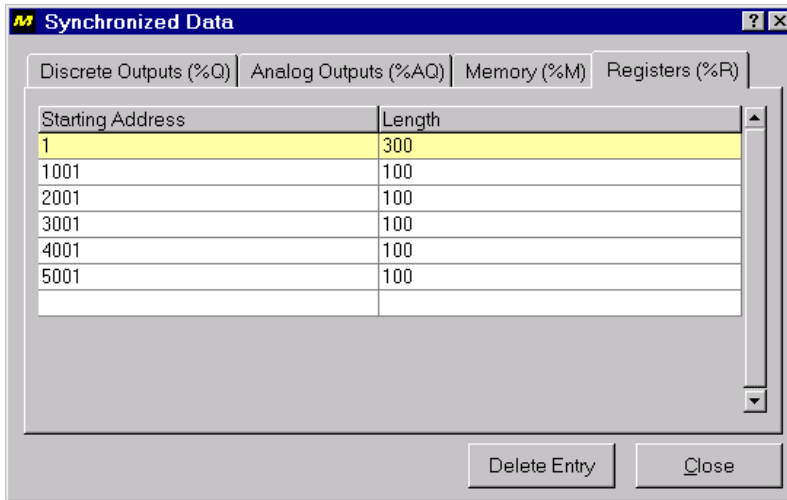 M Synchronized Data ? X
Discrete Outputs (%Q) Analog Outputs (%AQ) Memory (%M) Registers (%R)
Starting Address Length
1 300
1001 100
2001 100
3001 100
4001 100
5001 100
Delete Entry Close